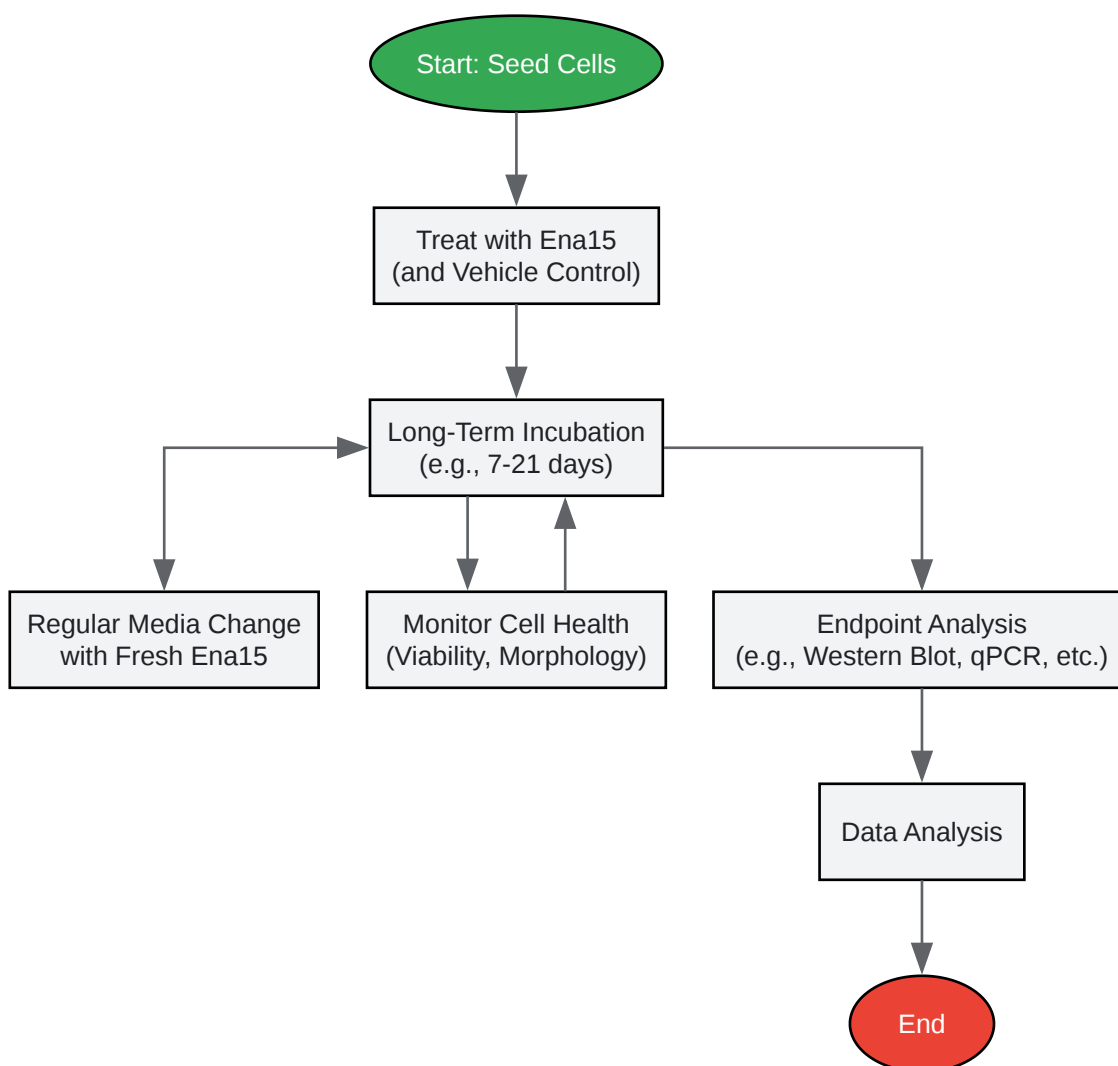 Start: Seed Cells
Treat with Ena15
(and Vehicle Control)
Long-Term Incubation
(e.g., 7-21 days)
Regular Media Change
with Fresh Ena15
Monitor Cell Health
(Viability, Morphology)
Endpoint Analysis
(e.g., Western Blot, qPCR, etc.)
Data Analysis
End